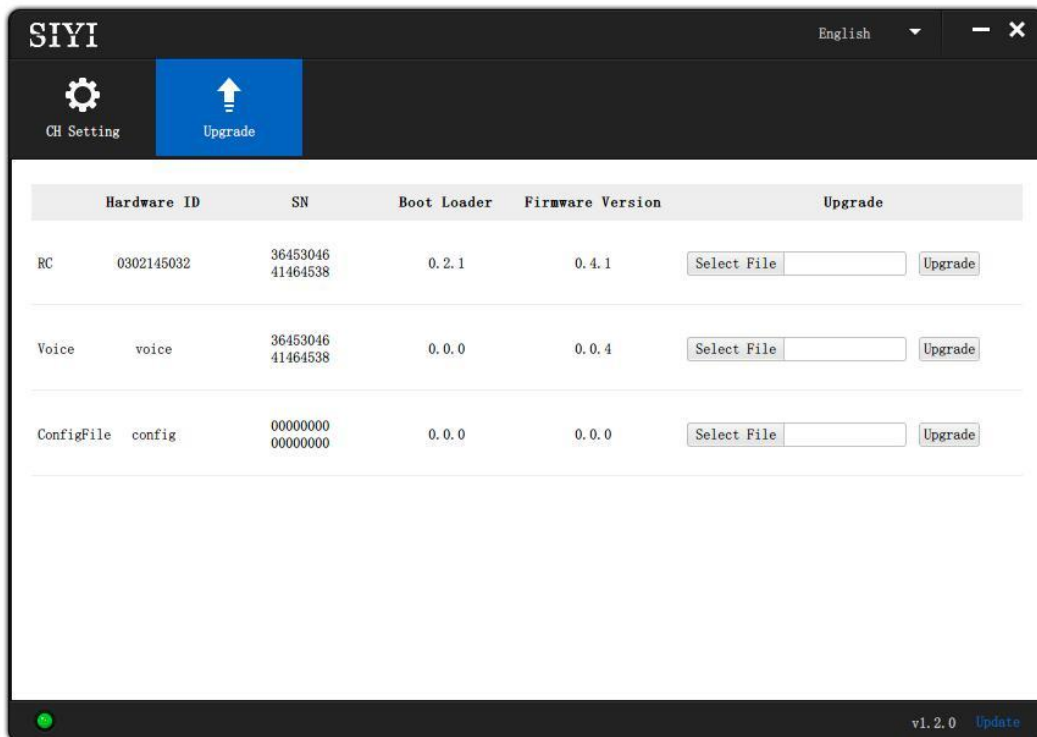 SIYI
English
CH Setting
Upgrade
Hardware ID SN Boot Loader Firmware Version Upgrade
RC 0302145032 36453046 41464538 0.2.1 0.4.1 Select File Upgrade
Voice voice 36453046 41464538 0.0.0 0.0.4 Select File Upgrade
ConfigFile config 00000000 00000000 0.0.0 0.0.0 Select File Upgrade
v1.2.0 Update